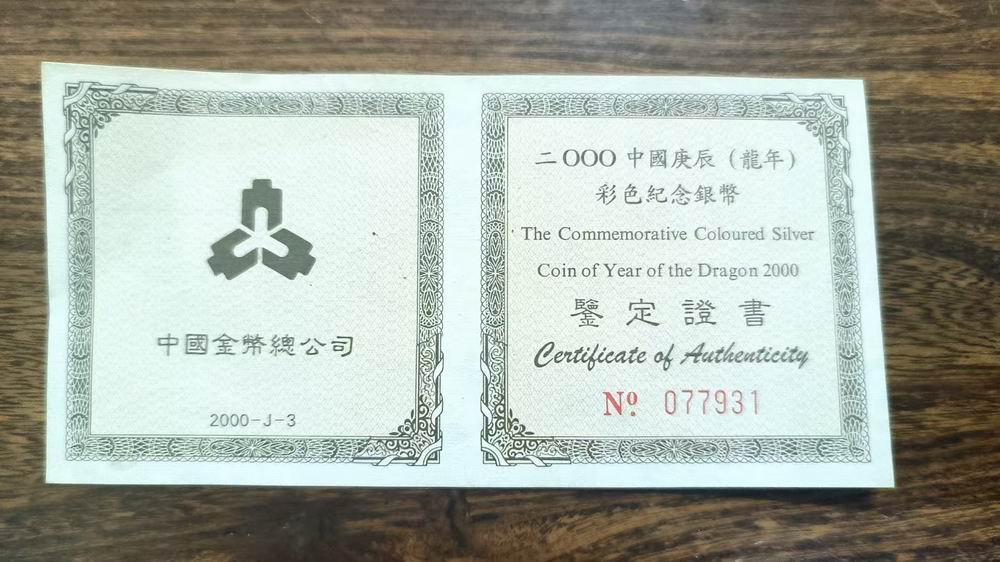 中國金幣總公司
2000-J-3
二OOO 中國庚辰（龍年）
彩色紀念銀幣
The Commemorative Coloured Silver
Coin of Year of the Dragon 2000
鑒定證書
Certificate of Authenticity
Nº 077931